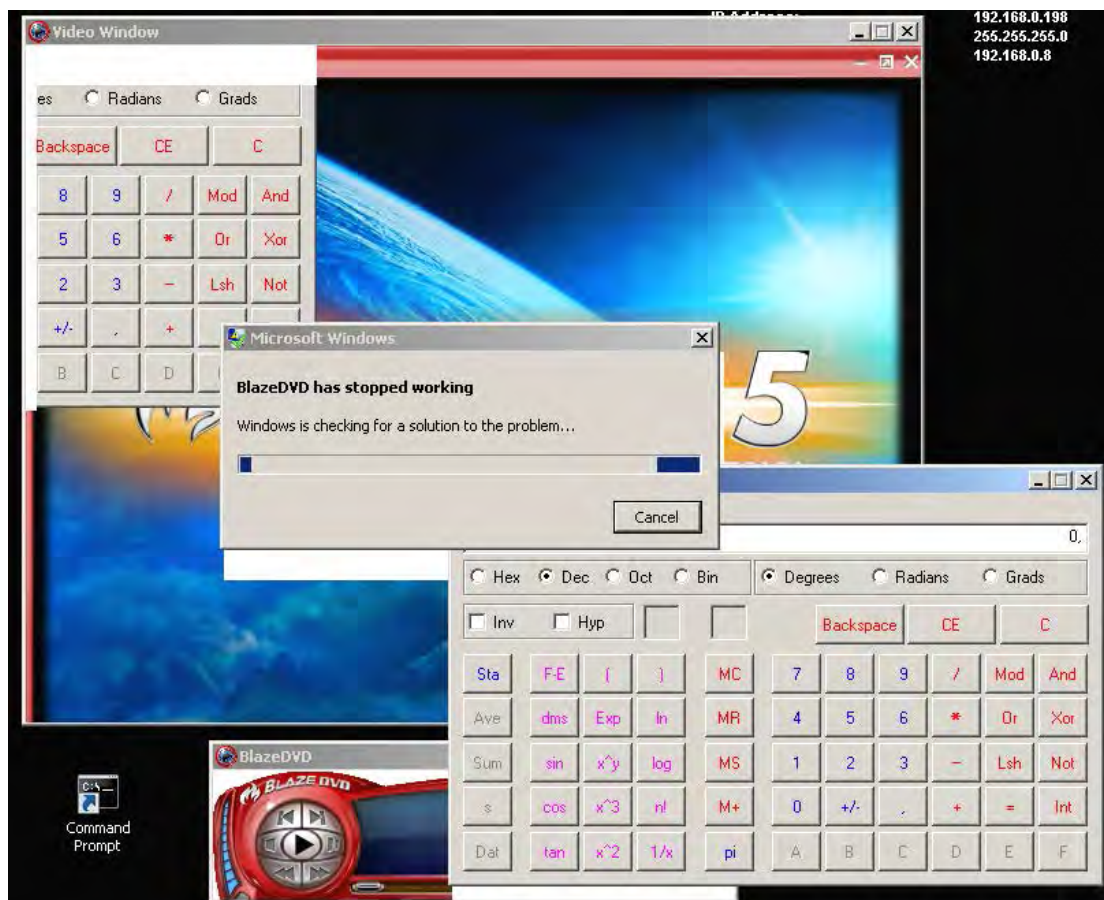 192.168.0.198
Video Window
255.255.255.0
192.168.0.8
es Radians Grads
Backspace CE C
8 9 / Mod And
5 6 * Or Xor
2 3 - Lsh Not
+/- , +
B C D
Microsoft Windows
BlazeDVD has stopped working
Windows is checking for a solution to the problem...
Cancel
5
0,
Hex Dec Oct Bin Degrees Radians Grads
Inv Hyp Backspace CE C
Sta F-E ( ) MC 7 8 9 / Mod And
Ave dms Exp ln MR 4 5 6 * Or Xor
Sum sin x^y log MS 1 2 3 - Lsh Not
s cos x^3 n! M+ 0 +/- , + = Int
Dat tan x^2 1/x pi A B C D E F
BlazeDVD
BLAZE DVD
Command
Prompt